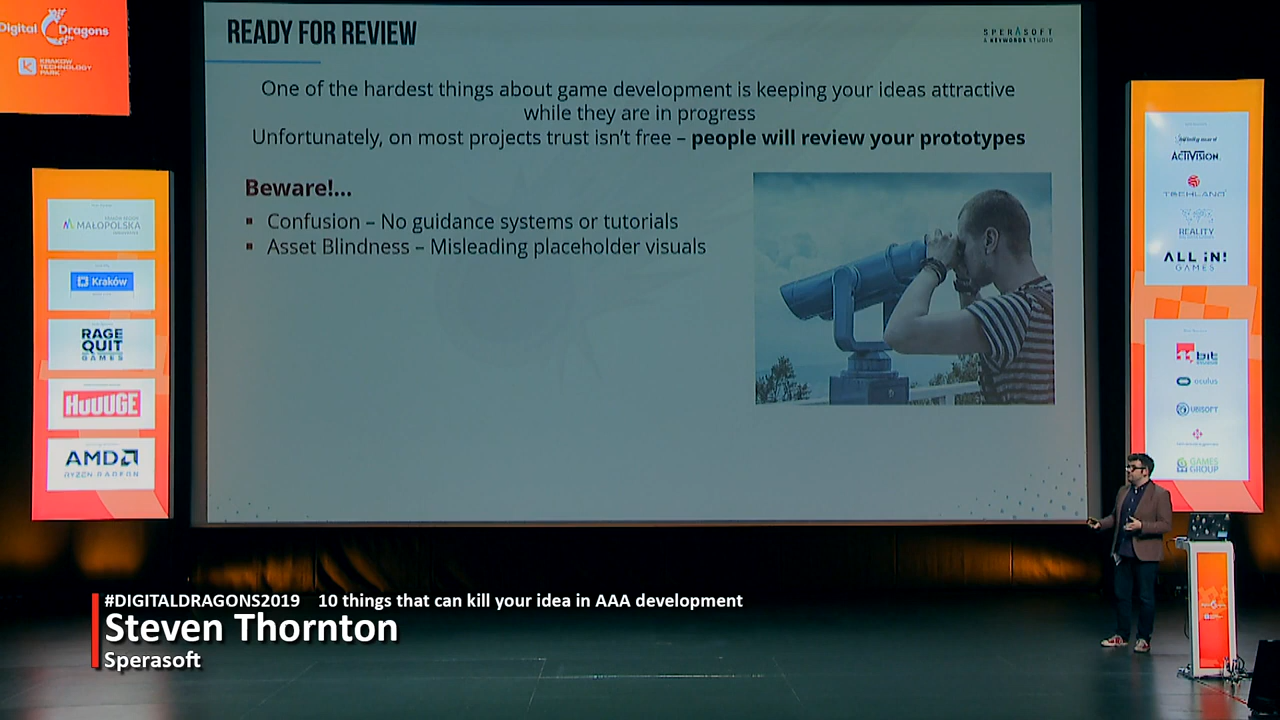 Digital Dragons
KRAKOW
TECHNOLOGY
PARK
READY FOR REVIEW
SPERASOFT
A KEYWORDS STUDIO
One of the hardest things about game development is keeping your ideas attractive
while they are in progress
Unfortunately, on most projects trust isn't free – people will review your prototypes
Beware!...
▪ Confusion – No guidance systems or tutorials
▪ Asset Blindness – Misleading placeholder visuals
MAŁOPOLSKA
Kraków
RAGE
QUIT
GAMES
HUUUGE
AMD
RYZEN RADEON
ACTIVISION
TECHLAND
REALITY
ALL iN!
GAMES
11 bit
oculus
UBISOFT
GAMES
GROUP
#DIGITALDRAGONS2019 10 things that can kill your idea in AAA development
Steven Thornton
Sperasoft